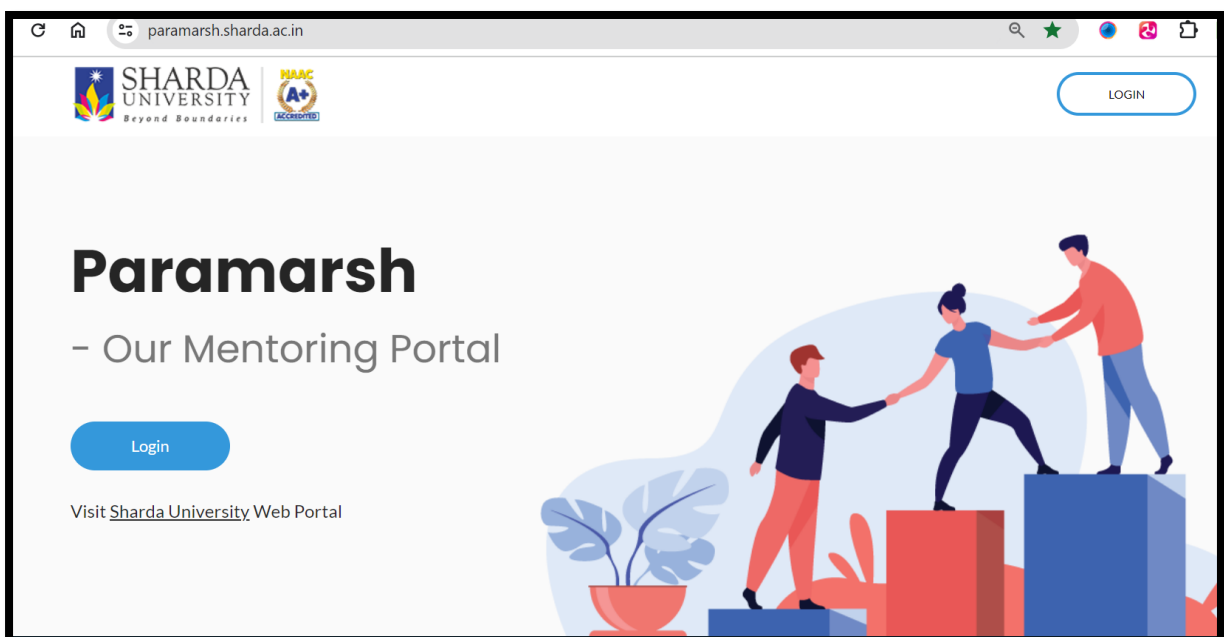 paramarsh.sharda.ac.in
SHARDA
UNIVERSITY
Beyond Boundaries
NAAC
A+
ACCREDITED
LOGIN
Paramarsh
- Our Mentoring Portal
Login
Visit Sharda University Web Portal